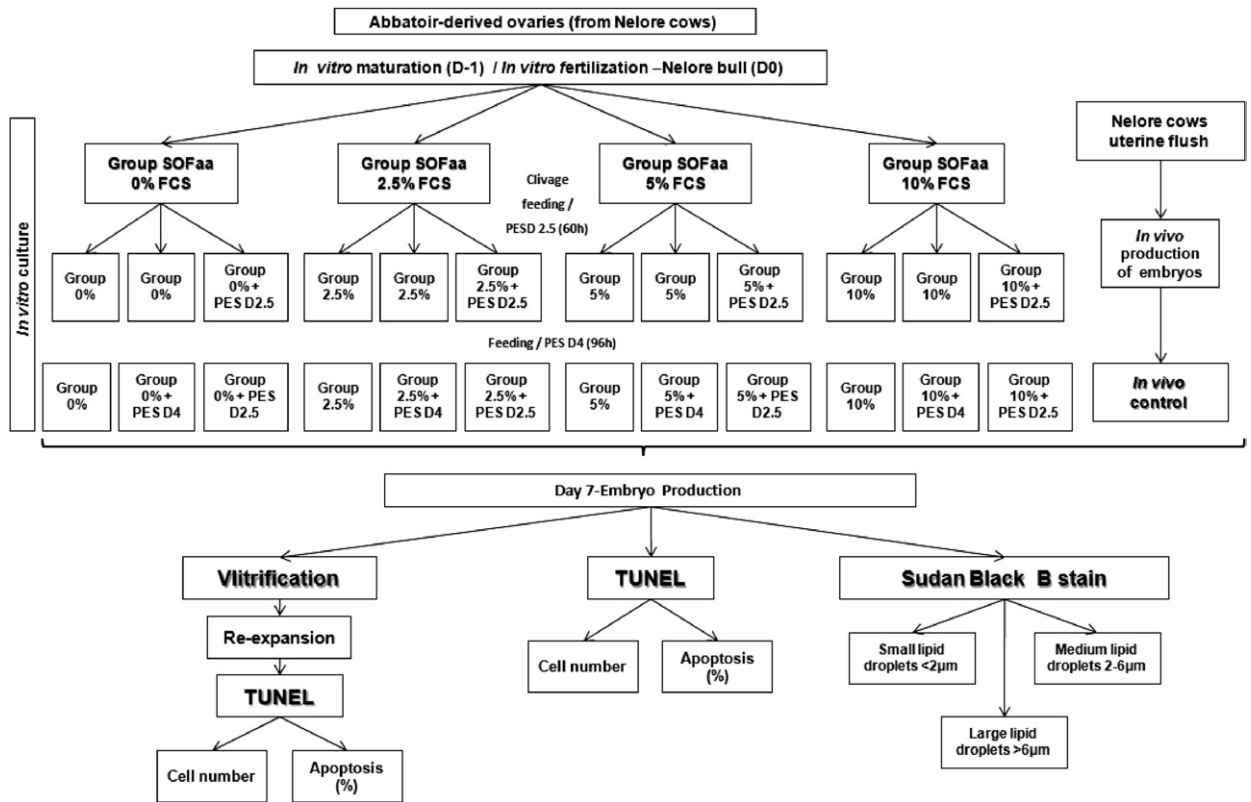 Abbatoir-derived ovaries (from Nelore cows)
In vitro maturation (D-1) / In vitro fertilization –Nelore bull (D0)
In vitro culture
Group SOFaa
0% FCS
Group SOFaa
2.5% FCS
Clivage
feeding /
PESD 2.5 (60h)
Group SOFaa
5% FCS
Group SOFaa
10% FCS
Nelore cows
uterine flush
Group
0%
Group
0%
Group
0% +
PES D2.5
Group
2.5%
Group
2.5%
Group
2.5% +
PES D2.5
Group
5%
Group
5%
Group
5% +
PES D2.5
Group
10%
Group
10%
Group
10% +
PES D2.5
In vivo
production
of embryos
Feeding / PES D4 (96h)
Group
0%
Group
0% +
PES D4
Group
0% + PES
D2.5
Group
2.5%
Group
2.5% +
PES D4
Group
2.5% +
PES D2.5
Group
5%
Group
5% +
PES D4
Group
5% + PES
D2.5
Group
10%
Group
10% +
PES D4
Group
10% +
PES D2.5
In vivo
control
Day 7-Embryo Production
Vlitrification
TUNEL
Sudan Black B stain
Re-expansion
Cell number
Apoptosis
(%)
Small lipid
droplets <2µm
Medium lipid
droplets 2-6µm
TUNEL
Large lipid
droplets >6µm
Cell number
Apoptosis
(%)